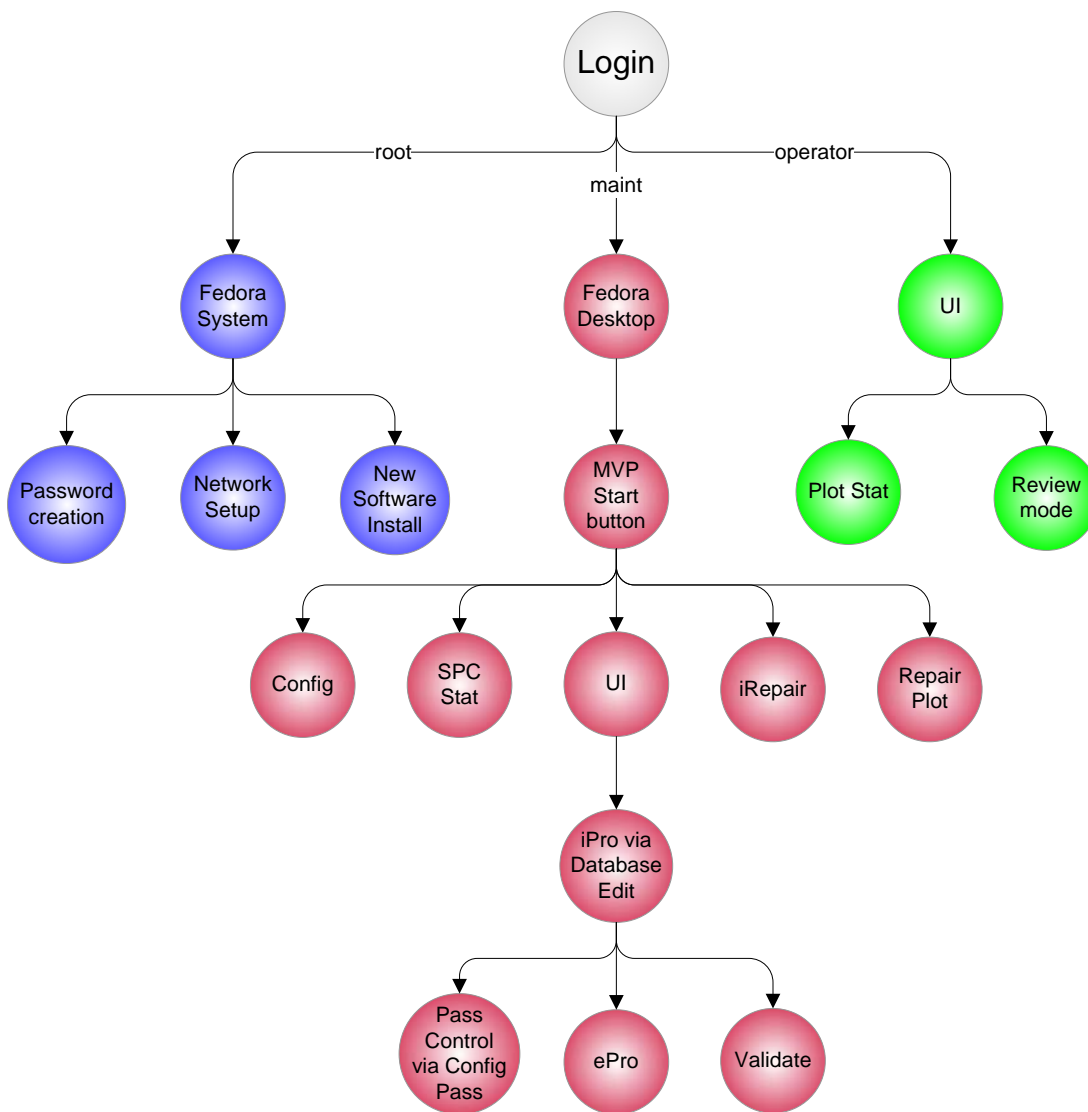 Login
root
operator
maint
Fedora
System
Fedora
Desktop
UI
Password
creation
Network
Setup
New
Software
Install
MVP
Start
button
Plot Stat
Review
mode
Config
SPC
Stat
UI
iRepair
Repair
Plot
iPro via
Database
Edit
Pass
Control
via Config
Pass
ePro
Validate